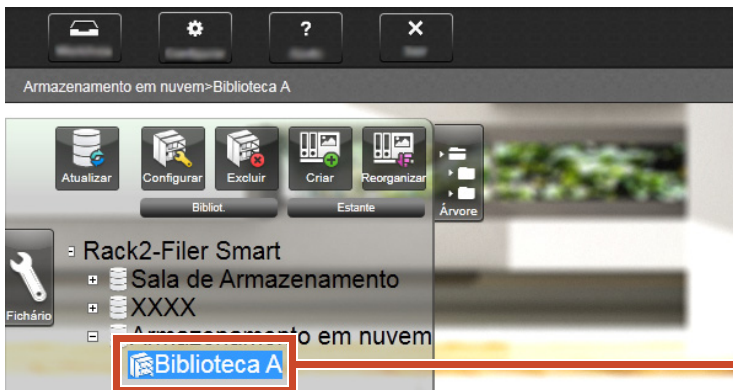 ?
Armazenamento em nuvem>Biblioteca A
Atualizar
Configurar
Excluir
Criar
Reorganizar
Bibliot.
Estante
Árvore
Fichário
Rack2-Filer Smart
Sala de Armazenamento
XXXX
Armazenamento em nuvem
Biblioteca A